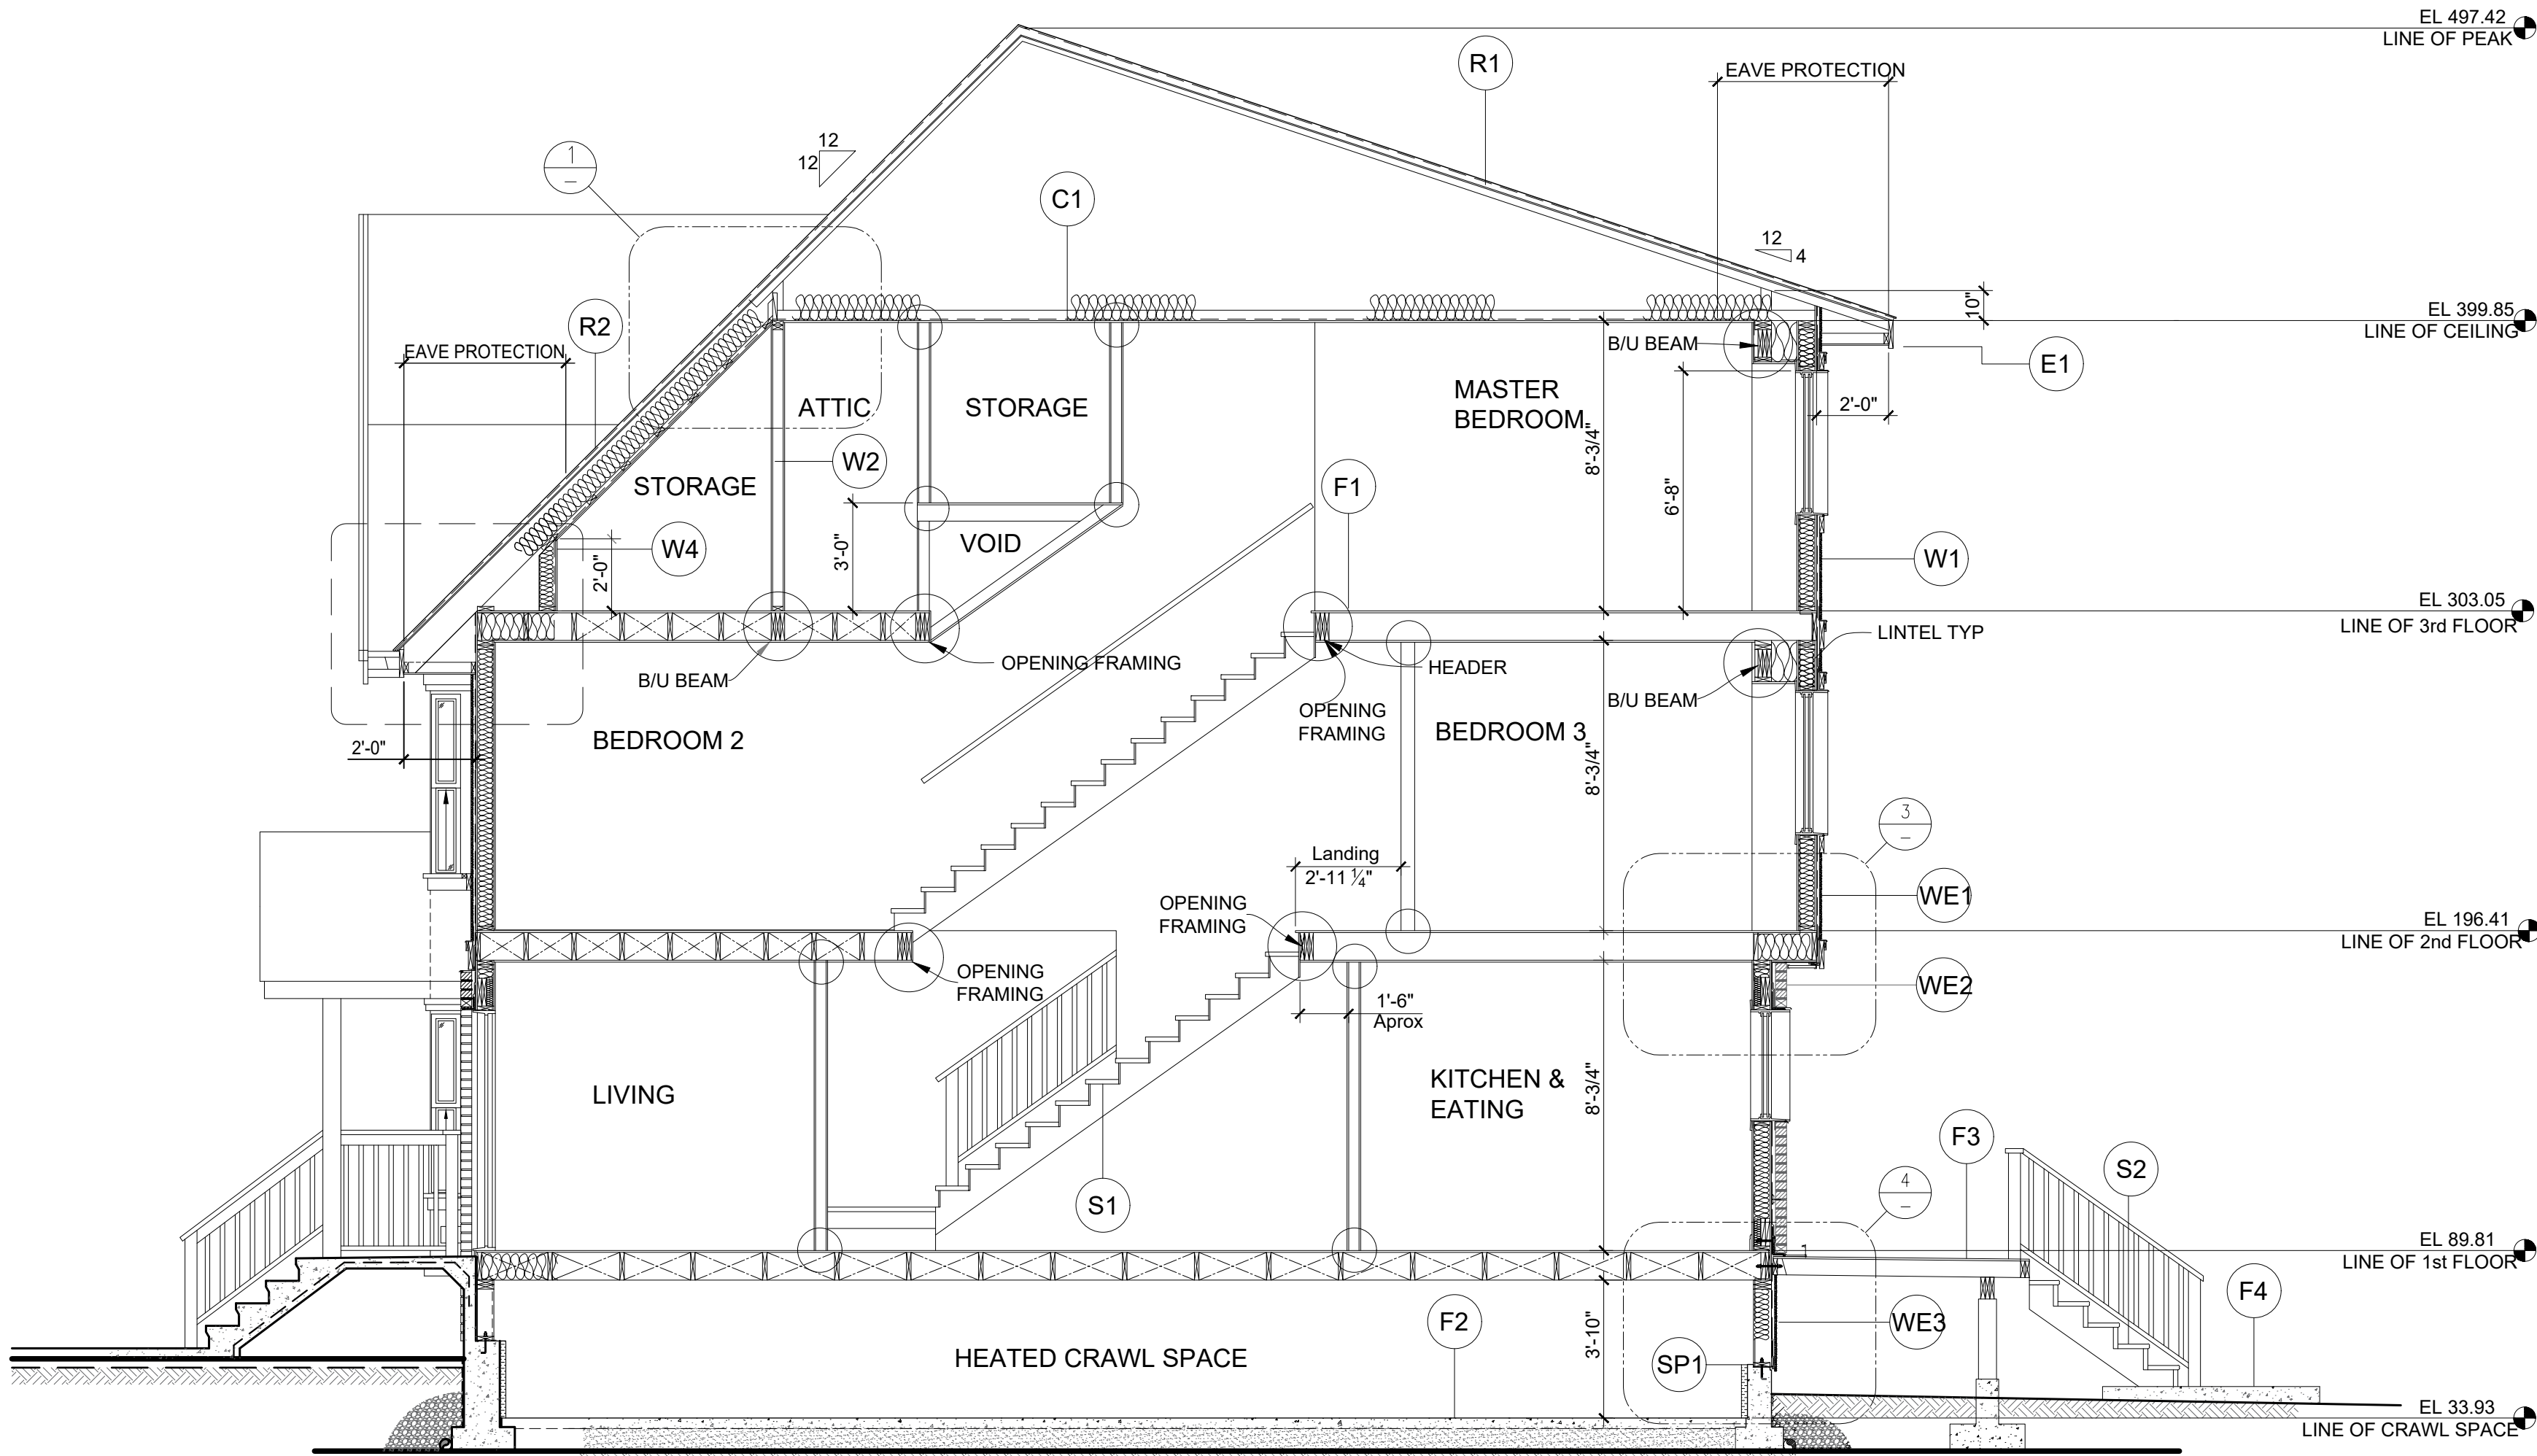 EL 497.42
LINE OF PEAK
R1
EAVE PROTECTION
12
12
1
–
C1
12
4
10"
EL 399.85
LINE OF CEILING
R2
EAVE PROTECTION
B/U BEAM
E1
ATTIC
STORAGE
MASTER
BEDROOM
2'-0"
8'-3/4"
W2
STORAGE
F1
6'-8"
3'-0"
VOID
W4
2'-0"
W1
EL 303.05
LINE OF 3rd FLOOR
LINTEL TYP
OPENING FRAMING
HEADER
B/U BEAM
B/U BEAM
OPENING
FRAMING
BEDROOM 2
BEDROOM 3
2'-0"
8'-3/4"
3
–
Landing
2'-11 1/4"
WE1
OPENING
FRAMING
EL 196.41
LINE OF 2nd FLOOR
OPENING
FRAMING
WE2
1'-6"
Aprox
LIVING
KITCHEN &
EATING
8'-3/4"
F3
S2
S1
4
–
EL 89.81
LINE OF 1st FLOOR
F4
F2
WE3
3'-10"
HEATED CRAWL SPACE
SP1
EL 33.93
LINE OF CRAWL SPACE